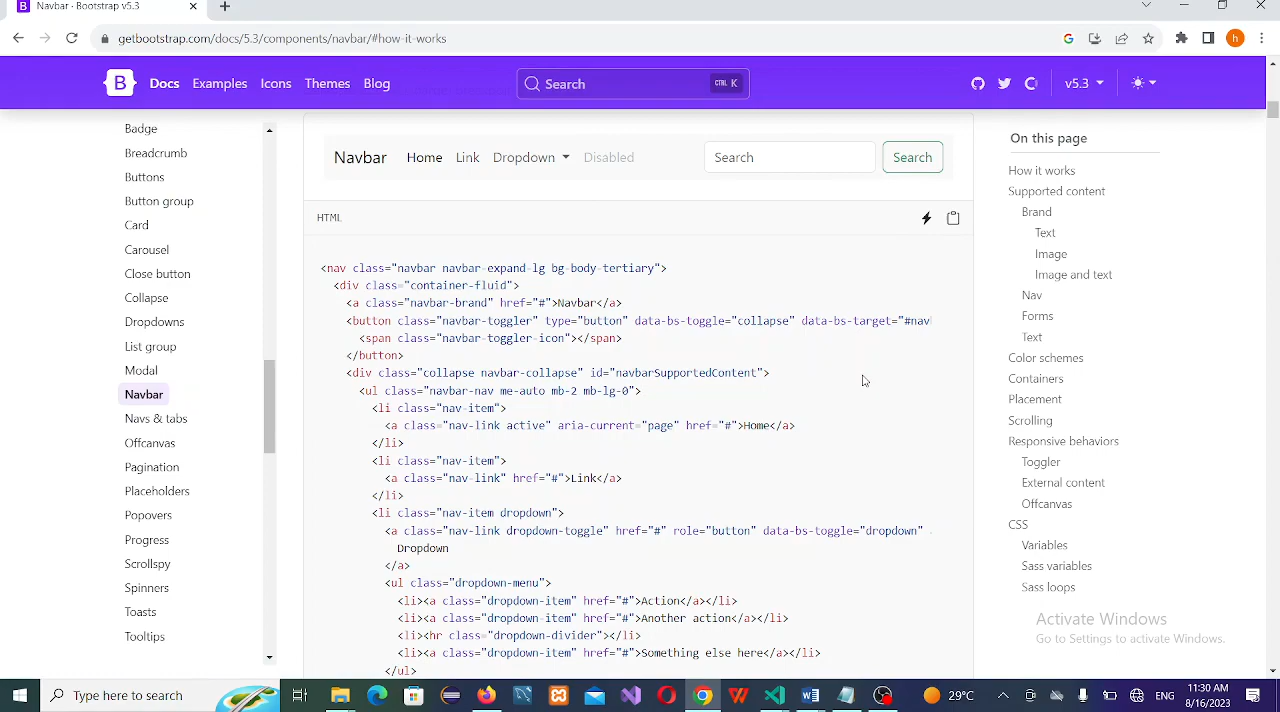 Navbar · Bootstrap v5.3
getbootstrap.com/docs/5.3/components/navbar/#how-it-works
h
B Docs Examples Icons Themes Blog Search CTRL K v5.3
Badge
Breadcrumb
Buttons
Button group
Card
Carousel
Close button
Collapse
Dropdowns
List group
Modal
Navbar
Navs & tabs
Offcanvas
Pagination
Placeholders
Popovers
Progress
Scrollspy
Spinners
Toasts
Tooltips
Navbar Home Link Dropdown Disabled Search Search
HTML
<nav class="navbar navbar-expand-lg bg-body-tertiary">
<div class="container-fluid">
<a class="navbar-brand" href="#">Navbar</a>
<button class="navbar-toggler" type="button" data-bs-toggle="collapse" data-bs-target="#nav
<span class="navbar-toggler-icon"></span>
</button>
<div class="collapse navbar-collapse" id="navbarSupportedContent">
<ul class="navbar-nav me-auto mb-2 mb-lg-0">
<li class="nav-item">
<a class="nav-link active" aria-current="page" href="#">Home</a>
</li>
<li class="nav-item">
<a class="nav-link" href="#">Link</a>
</li>
<li class="nav-item dropdown">
<a class="nav-link dropdown-toggle" href="#" role="button" data-bs-toggle="dropdown"
Dropdown
</a>
<ul class="dropdown-menu">
<li><a class="dropdown-item" href="#">Action</a></li>
<li><a class="dropdown-item" href="#">Another action</a></li>
<li><hr class="dropdown-divider"></li>
<li><a class="dropdown-item" href="#">Something else here</a></li>
</ul>
On this page
How it works
Supported content
Brand
Text
Image
Image and text
Nav
Forms
Text
Color schemes
Containers
Placement
Scrolling
Responsive behaviors
Toggler
External content
Offcanvas
CSS
Variables
Sass variables
Sass loops
Activate Windows
Go to Settings to activate Windows.
Type here to search
29°C
ENG
11:30 AM
8/16/2023